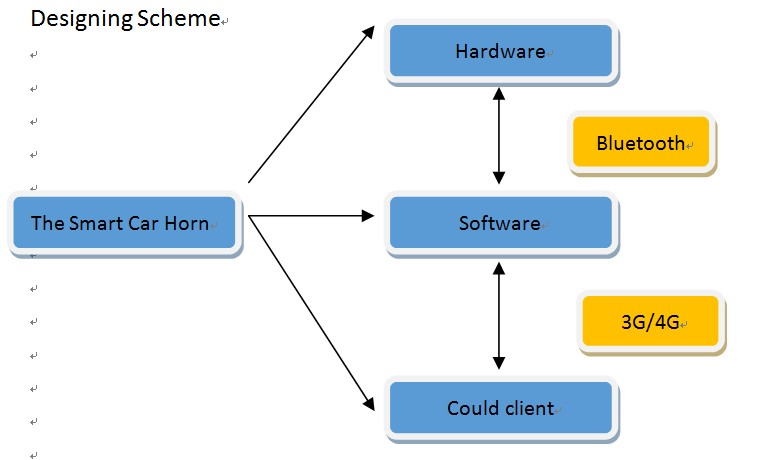 Designing Scheme
Hardware
Bluetooth
The Smart Car Horn
Software
3G/4G
Could client